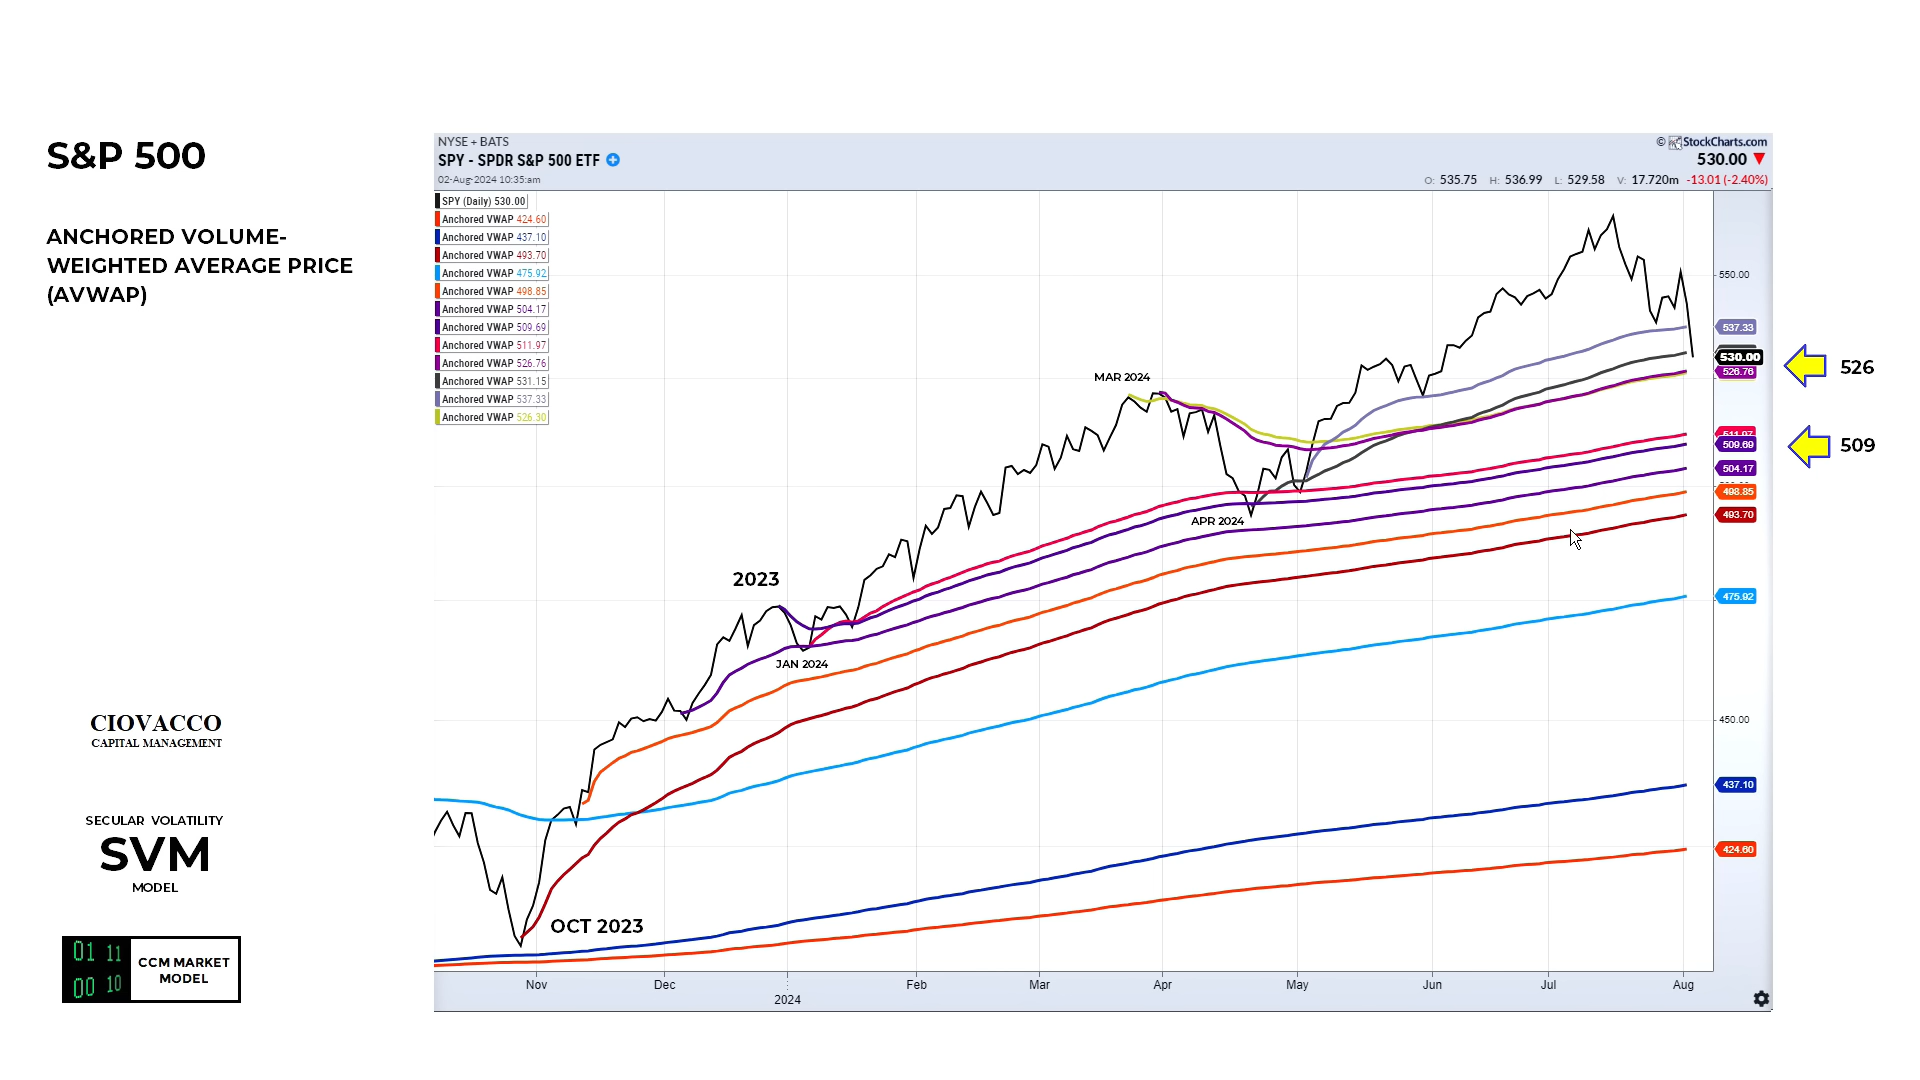 S&P 500
ANCHORED VOLUME-
WEIGHTED AVERAGE PRICE
(AVWAP)
CIOVACCO
CAPITAL MANAGEMENT
SECULAR VOLATILITY
SVM
MODEL
01 11
00 10
CCM MARKET
MODEL
NYSE + BATS
© StockCharts.com
SPY - SPDR S&P 500 ETF
530.00
02-Aug-2024 10:35:am
O: 535.75 H: 536.99 L: 529.58 V: 17.720m -13.01 (-2.40%)
SPY (Daily) 530.00
Anchored VWAP 424.60
Anchored VWAP 437.10
Anchored VWAP 493.70
Anchored VWAP 475.92
Anchored VWAP 498.85
Anchored VWAP 504.17
Anchored VWAP 509.69
Anchored VWAP 511.97
Anchored VWAP 526.76
Anchored VWAP 531.15
Anchored VWAP 537.33
Anchored VWAP 526.30
MAR 2024
APR 2024
2023
JAN 2024
OCT 2023
550.00
537.33
530.00
526.76
511.97
509.69
504.17
498.85
493.70
475.92
450.00
437.10
424.60
526
509
Nov Dec 2024 Feb Mar Apr May Jun Jul Aug